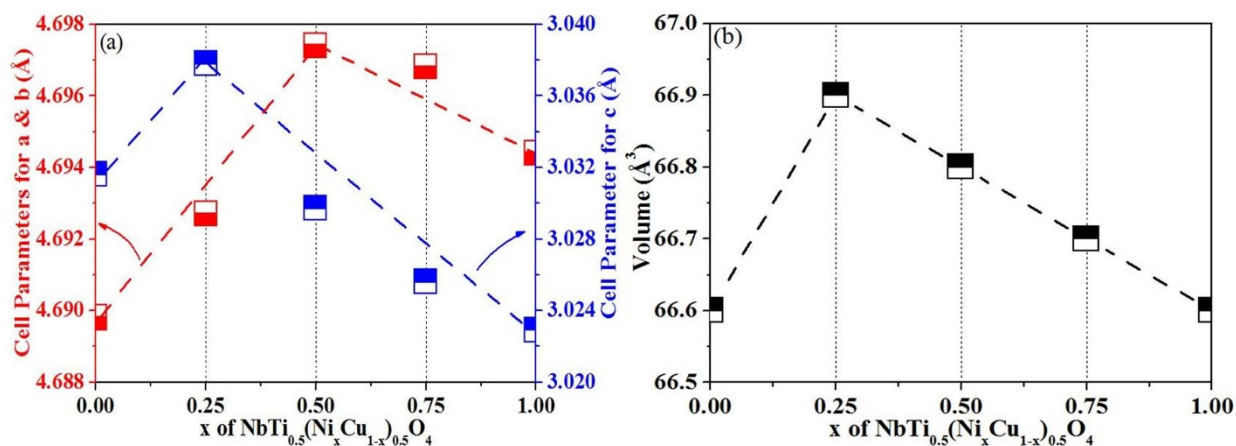 (a)
Cell Parameters for a & b (Å)
4.698
4.696
4.694
4.692
4.690
4.688
Cell Parameter for c (Å)
3.040
3.036
3.032
3.028
3.024
3.020
0.00 0.25 0.50 0.75 1.00
x of NbTi0.5(NixCu1-x)0.5O4
(b)
Volume (Å3)
67.0
66.9
66.8
66.7
66.6
66.5
0.00 0.25 0.50 0.75 1.00
x of NbTi0.5(NixCu1-x)0.5O4